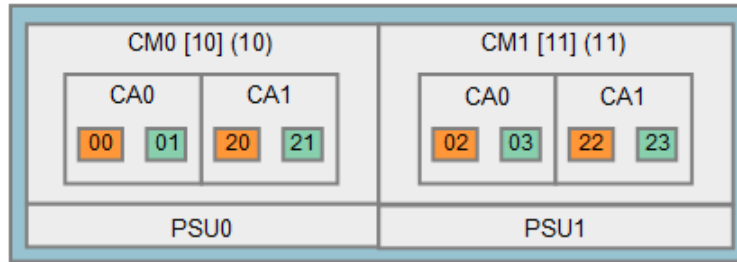 CM0 [10] (10) CM1 [11] (11)
CA0 CA1 CA0 CA1
00 01 20 21 02 03 22 23
PSU0 PSU1